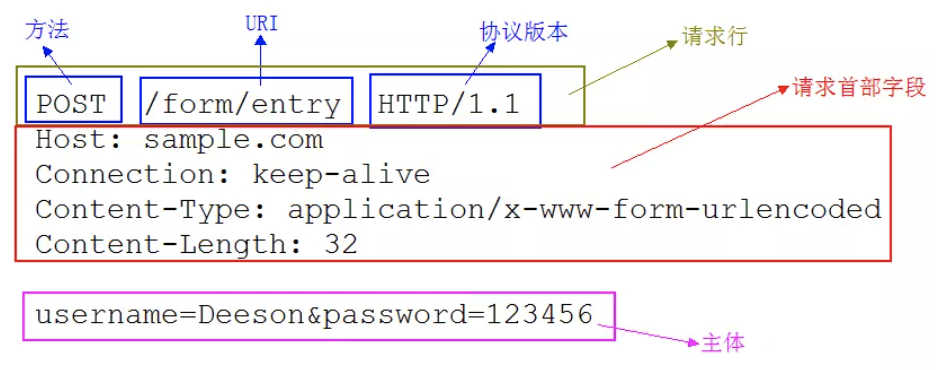 方法
URI
协议版本
请求行
POST /form/entry HTTP/1.1
请求首部字段
Host: sample.com
Connection: keep-alive
Content-Type: application/x-www-form-urlencoded
Content-Length: 32
username=Deeson&password=123456
主体